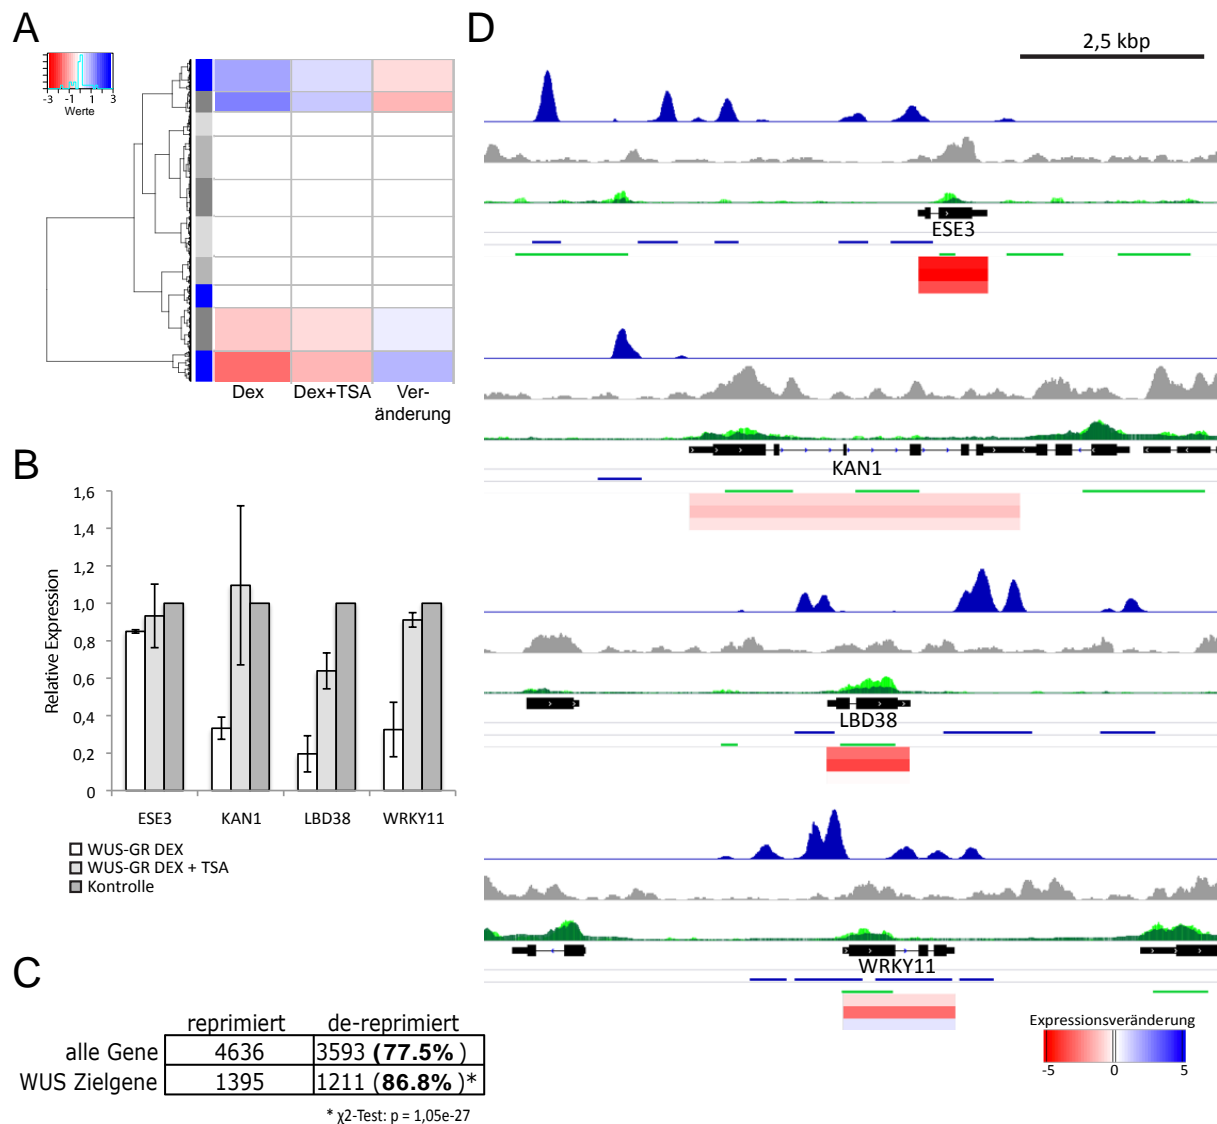 A
-3 -1 1 3
Werte
Dex
Dex+TSA
Ver-
änderung
B
1,6
1,4
1,2
1,0
0,8
0,6
0,4
0,2
0
Relative Expression
ESE3
KAN1
LBD38
WRKY11
WUS-GR DEX
WUS-GR DEX + TSA
Kontrolle
C
reprimiert de-reprimiert
alle Gene 4636 3593 (77.5% )
WUS Zielgene 1395 1211 (86.8% )*
* χ2-Test: p = 1,05e-27
D
2,5 kbp
ESE3
KAN1
LBD38
WRKY11
Expressionsveränderung
-5 0 5